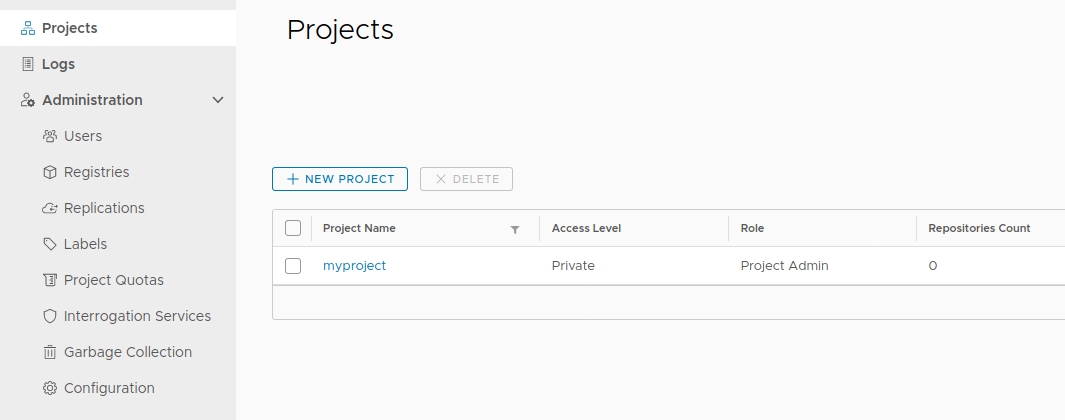 Projects
Logs
Administration
Users
Registries
Replications
Labels
Project Quotas
Interrogation Services
Garbage Collection
Configuration
Projects
NEW PROJECT DELETE
Project Name Access Level Role Repositories Count
myproject Private Project Admin 0